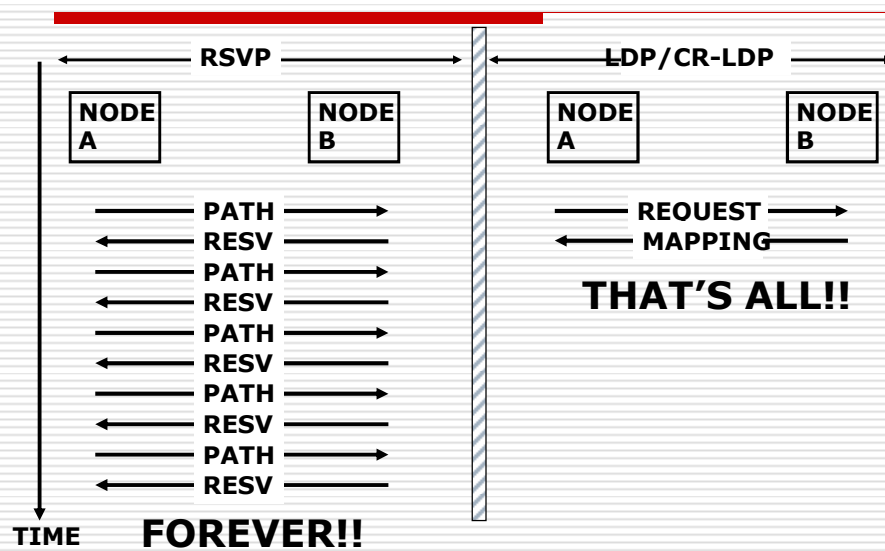 RSVP
LDP/CR-LDP
NODE
A
NODE
B
NODE
A
NODE
B
PATH
RESV
PATH
RESV
PATH
RESV
PATH
RESV
PATH
RESV
REQUEST
MAPPING
THAT'S ALL!!
TIME
FOREVER!!